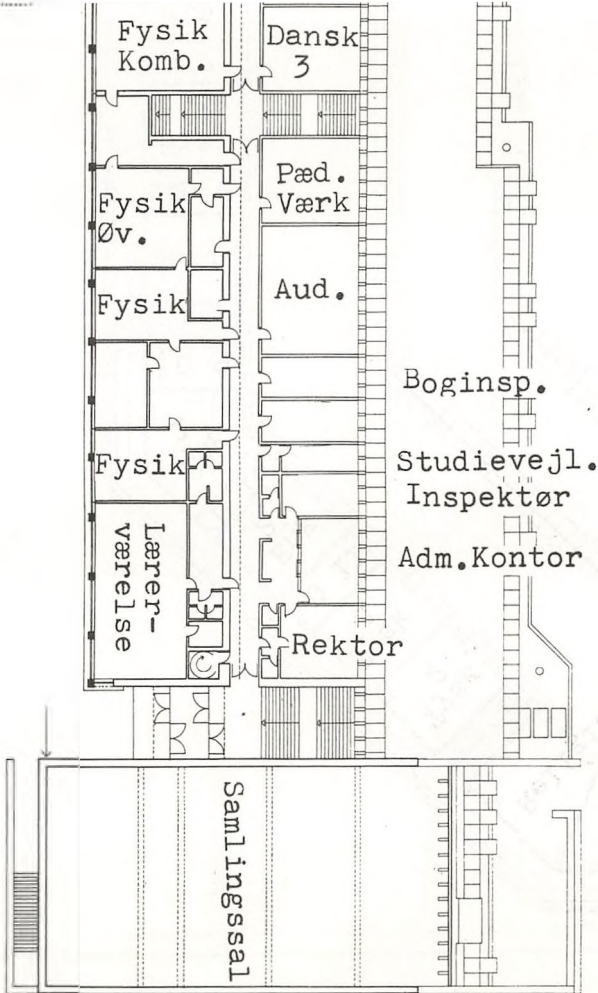 Fysik
Komb.
Dansk
3
Pæd.
Værk
Fysik
Øv.
Fysik
Aud.
Boginsp.
Fysik
Studievejl.
Inspektør
Adm.Kontor
Lærer-
værelse
Rektor
Samlingssal